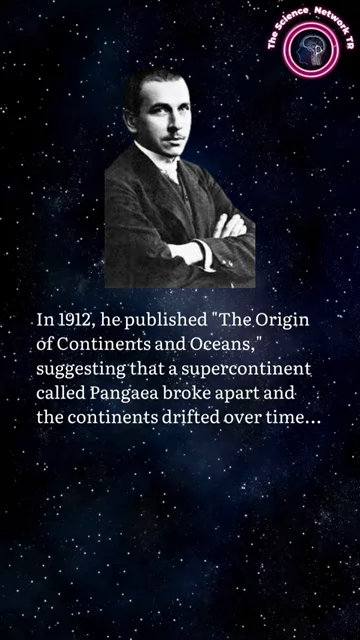 The Science Network TR
In 1912, he published "The Origin
of Continents and Oceans,"
suggesting that a supercontinent
called Pangaea broke apart and
the continents drifted over time...